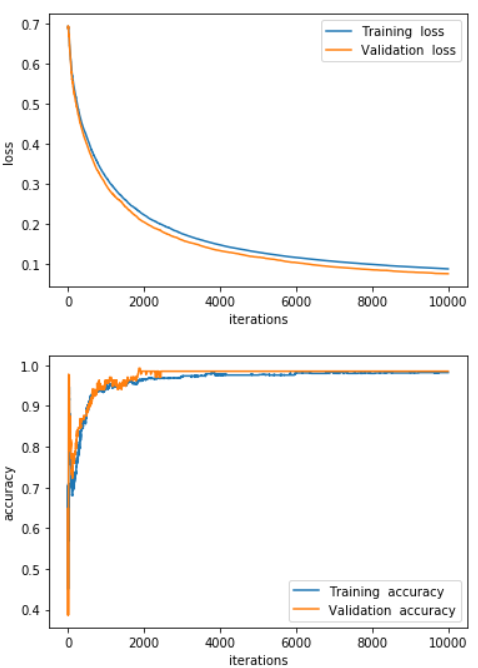 0.7
0.6
0.5
0.4
0.3
0.2
0.1
loss
Training loss
Validation loss
0 2000 4000 6000 8000 10000
iterations
1.0
0.9
0.8
0.7
0.6
0.5
0.4
accuracy
Training accuracy
Validation accuracy
0 2000 4000 6000 8000 10000
iterations